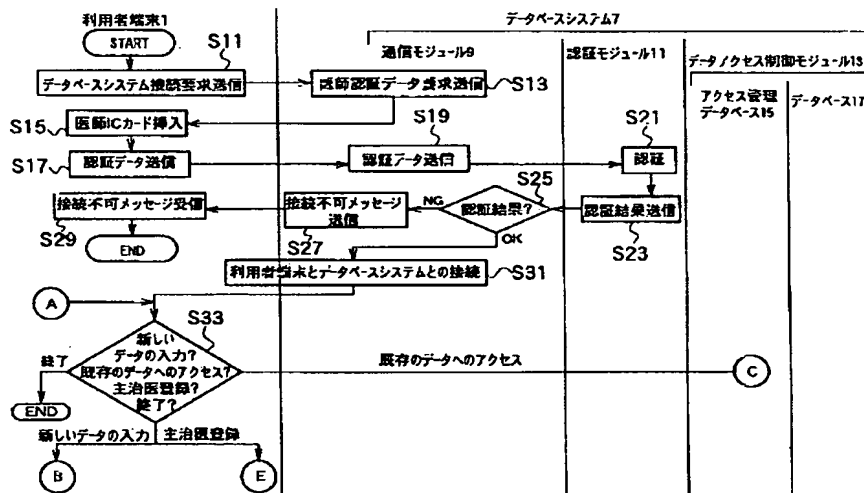 データベースシステム7
利用者端末1
START
S11
通信モジュール9
認証モジュール11
データアクセス制御モジュール13
データベースシステム接続要求送信
医師認証データ要求送信
S13
アクセス管理
データベース15
データベース17
S15
医師ICカード挿入
S19
S21
S17
認証データ送信
認証データ送信
認証
S25
接続不可メッセージ受信
接続不可メッセージ
送信
NG
認証結果?
認証結果送信
S29
S27
OK
S23
END
利用者端末とデータベースシステムとの接続
S31
A
S33
新しい
データの入力?
既存のデータへのアクセス?
主治医登録?
終了?
終了
既存のデータへのアクセス
C
END
新しいデータの入力
主治医登録
B
E